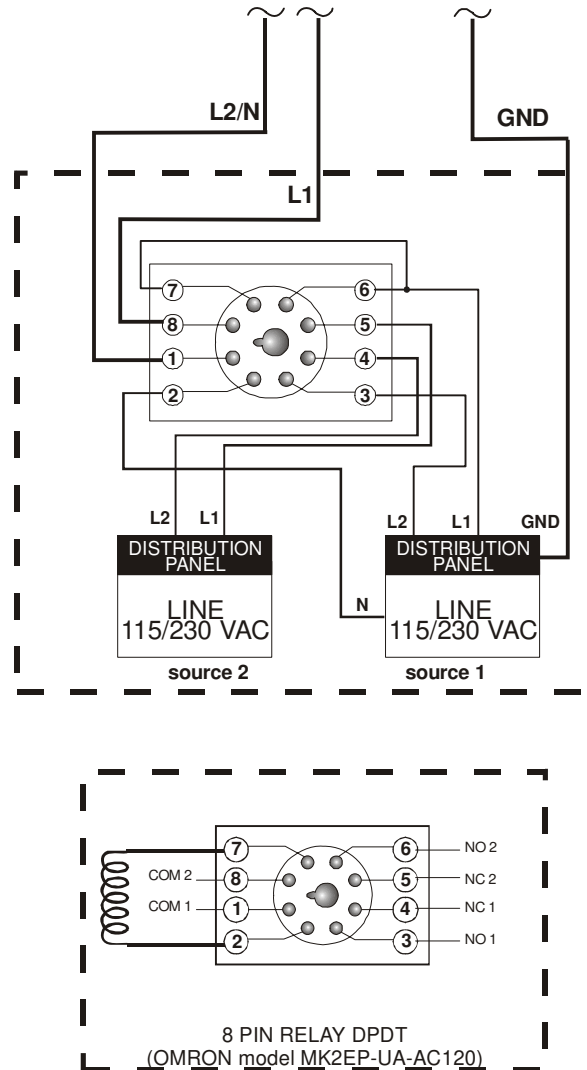 L2/N
GND
L1
7
6
8
5
1
4
2
3
L2
L1
L2
L1
GND
DISTRIBUTION
PANEL
LINE
115/230 VAC
source 2
N
DISTRIBUTION
PANEL
LINE
115/230 VAC
source 1
7
6
NO 2
COM 2
8
5
NC 2
COM 1
1
4
NC 1
2
3
NO 1
8 PIN RELAY DPDT
(OMRON model MK2EP-UA-AC120)